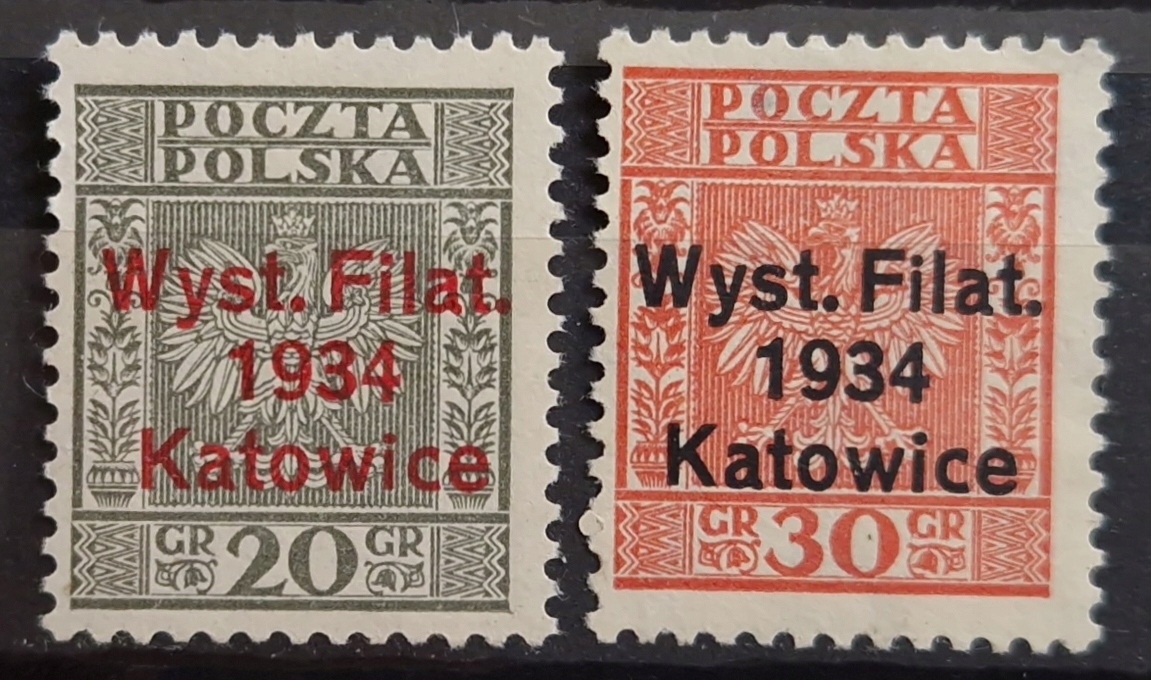 POCZTA
POLSKA
Wyst. Filat.
1934
Katowice
GR 20 GR
POCZTA
POLSKA
Wyst. Filat.
1934
Katowice
GR 30 GR